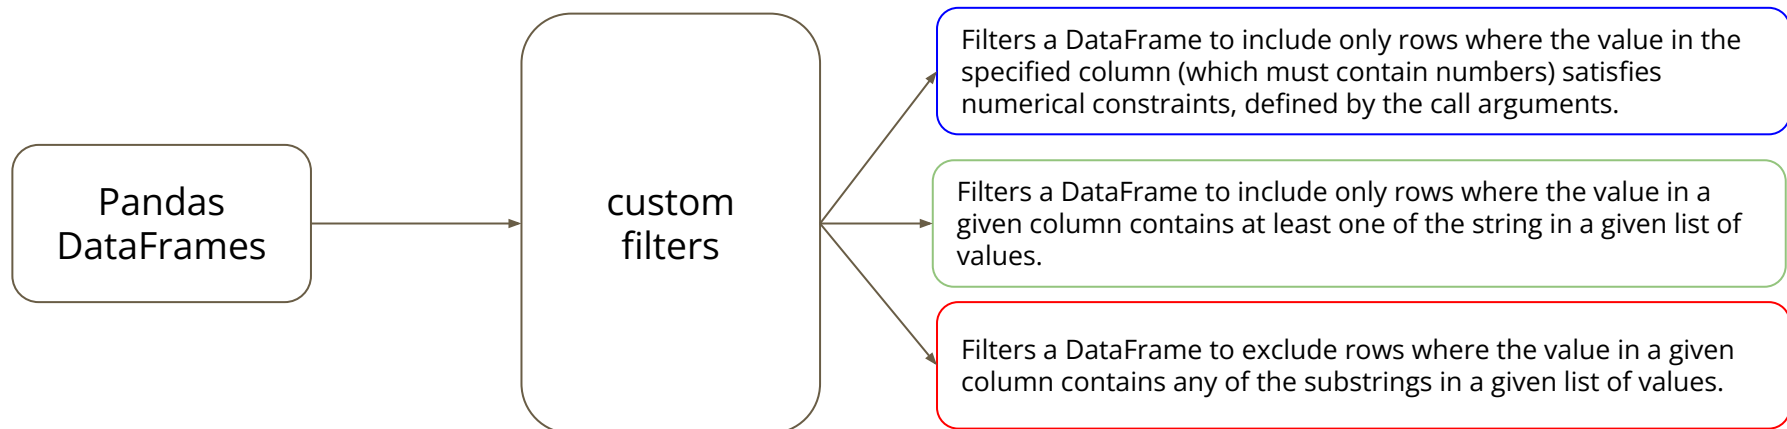 Pandas
DataFrames
custom
filters
Filters a DataFrame to include only rows where the value in the
specified column (which must contain numbers) satisfies
numerical constraints, defined by the call arguments.
Filters a DataFrame to include only rows where the value in a
given column contains at least one of the string in a given list of
values.
Filters a DataFrame to exclude rows where the value in a given
column contains any of the substrings in a given list of values.